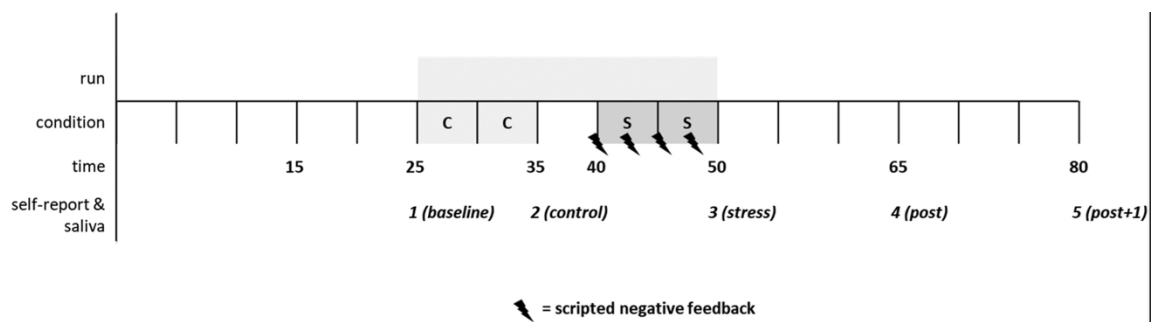 run
condition C C S S
time 15 25 35 40 50 65 80
self-report &
saliva
1 (baseline) 2 (control) 3 (stress) 4 (post) 5 (post+1)
= scripted negative feedback